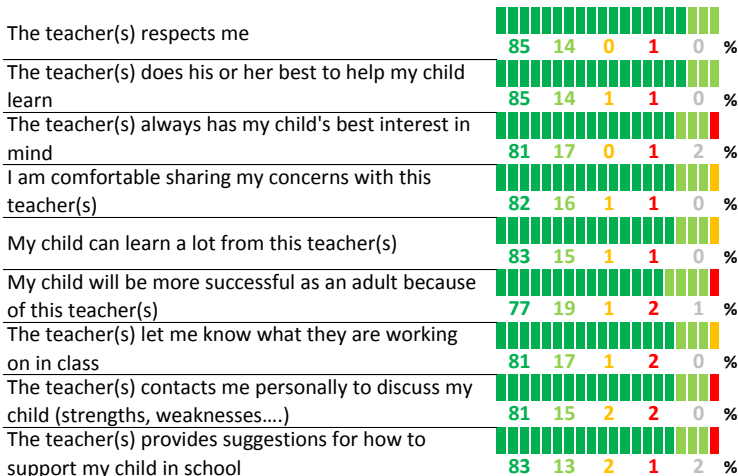 The teacher(s) respects me
85 14 0 1 0 %
The teacher(s) does his or her best to help my child
learn
85 14 1 1 0 %
The teacher(s) always has my child's best interest in
mind
81 17 0 1 2 %
I am comfortable sharing my concerns with this
teacher(s)
82 16 1 1 0 %
My child can learn a lot from this teacher(s)
83 15 1 1 0 %
My child will be more successful as an adult because
of this teacher(s)
77 19 1 2 1 %
The teacher(s) let me know what they are working
on in class
81 17 1 2 0 %
The teacher(s) contacts me personally to discuss my
child (strengths, weaknesses....)
81 15 2 2 0 %
The teacher(s) provides suggestions for how to
support my child in school
83 13 2 1 2 %